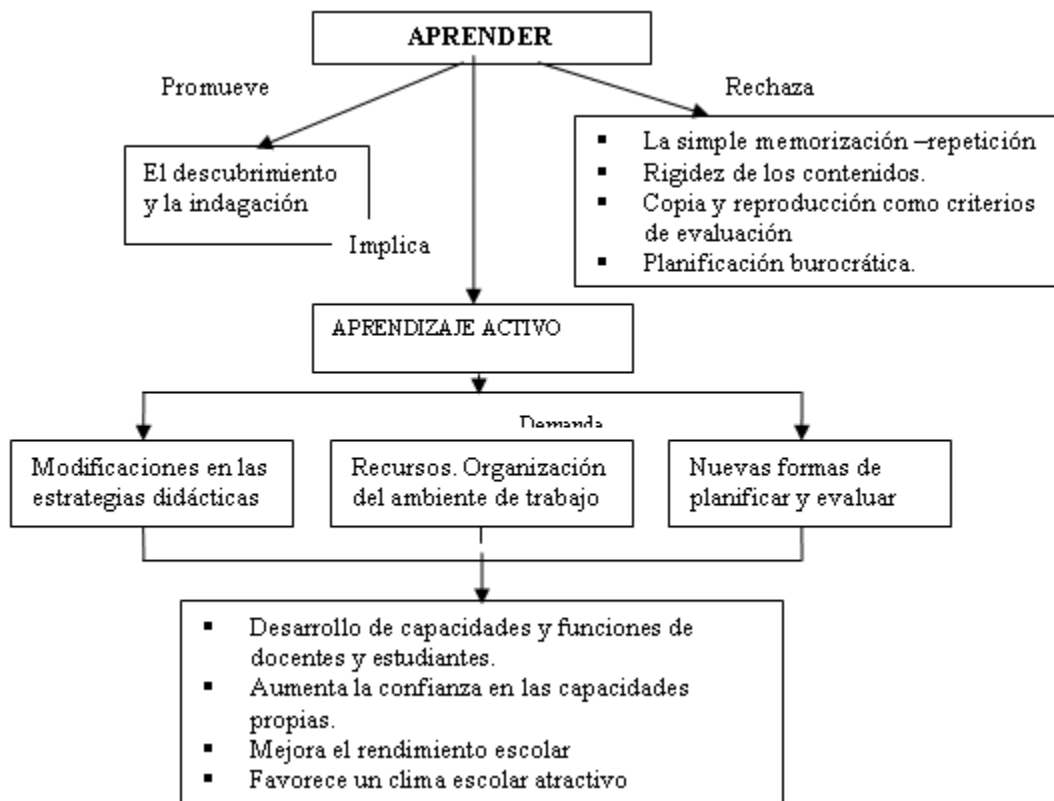 APRENDER
Promueve
Rechaza
El descubrimiento
y la indagación
▪ La simple memorización –repetición
▪ Rigidez de los contenidos.
▪ Copia y reproducción como criterios
de evaluación
▪ Planificación burocrática.
Implica
APRENDIZAJE ACTIVO
Demanda
Modificaciones en las
estrategias didácticas
Recursos. Organización
del ambiente de trabajo
Nuevas formas de
planificar y evaluar
▪ Desarrollo de capacidades y funciones de
docentes y estudiantes.
▪ Aumenta la confianza en las capacidades
propias.
▪ Mejora el rendimiento escolar
▪ Favorece un clima escolar atractivo